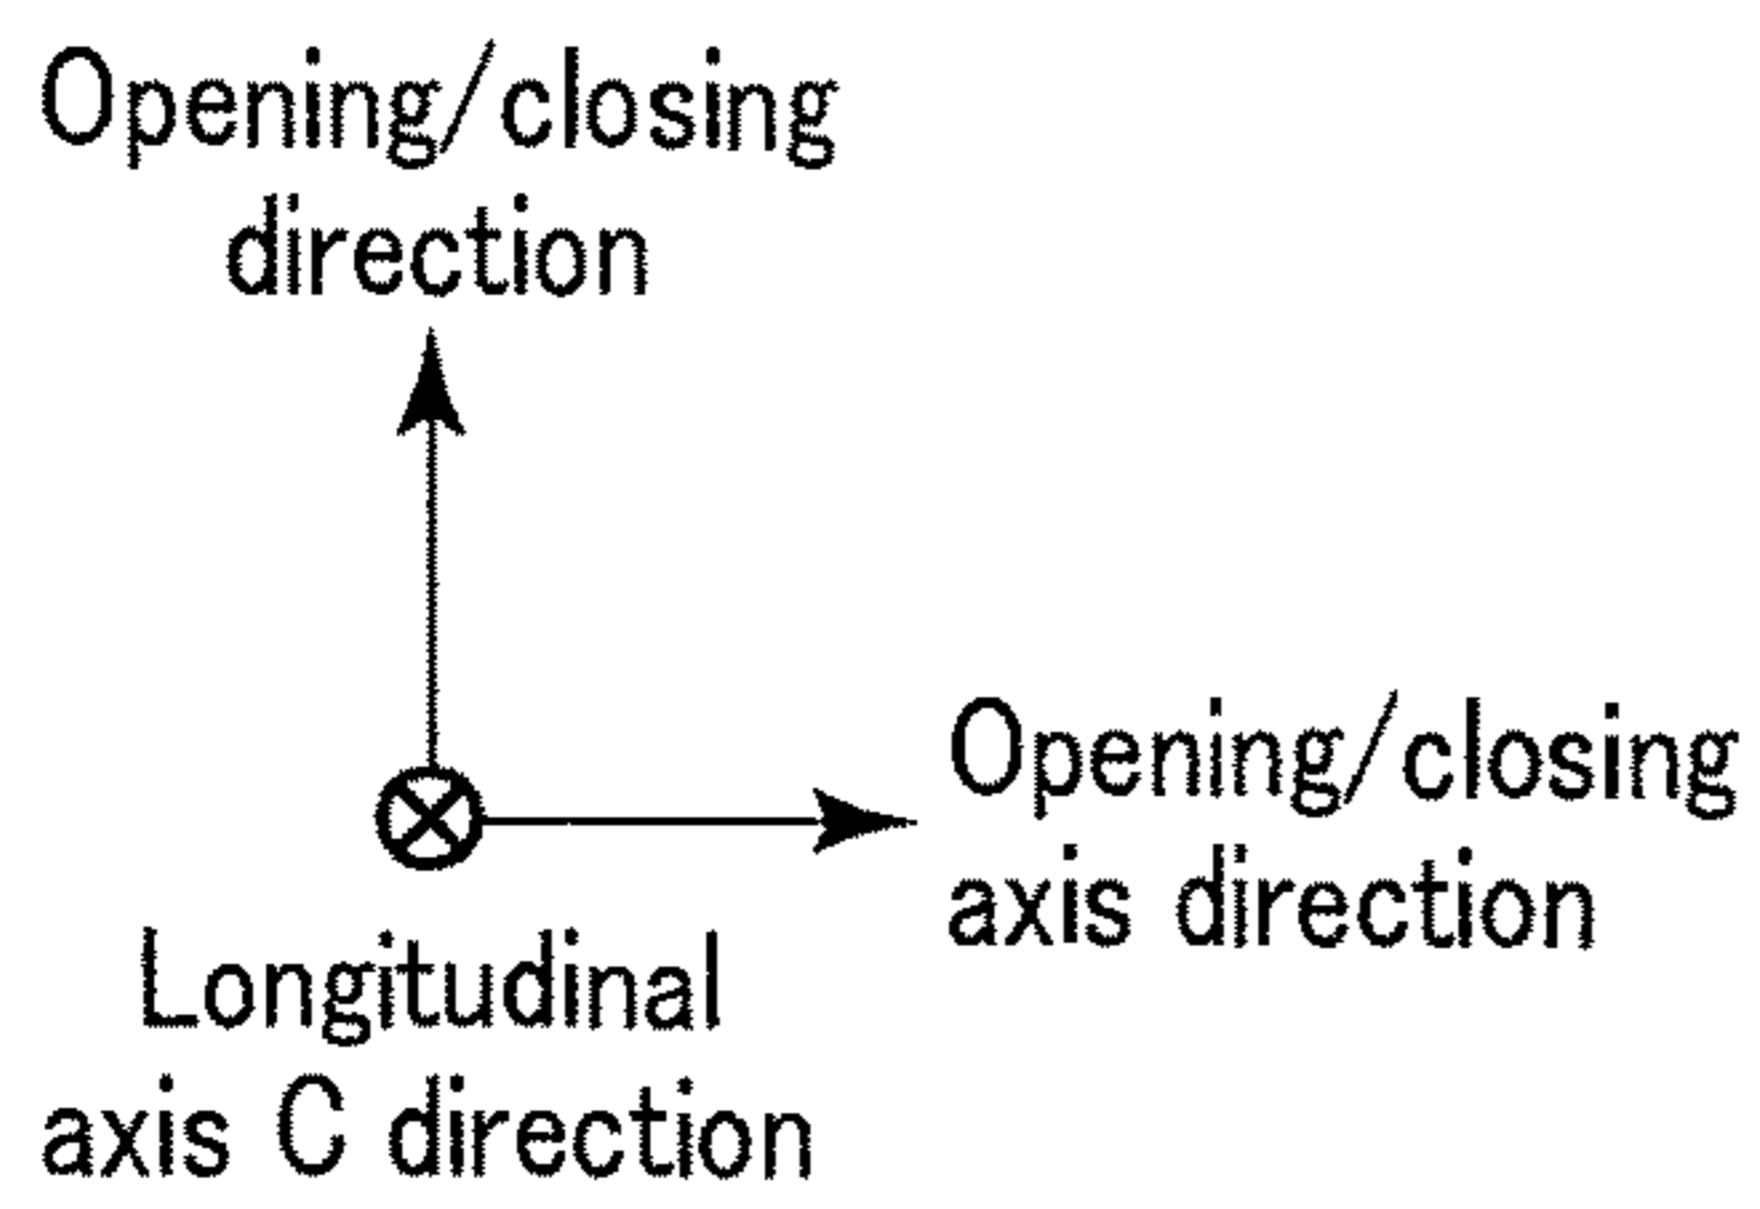 Opening/closing
direction
Opening/closing
axis direction
Longitudinal
axis C direction